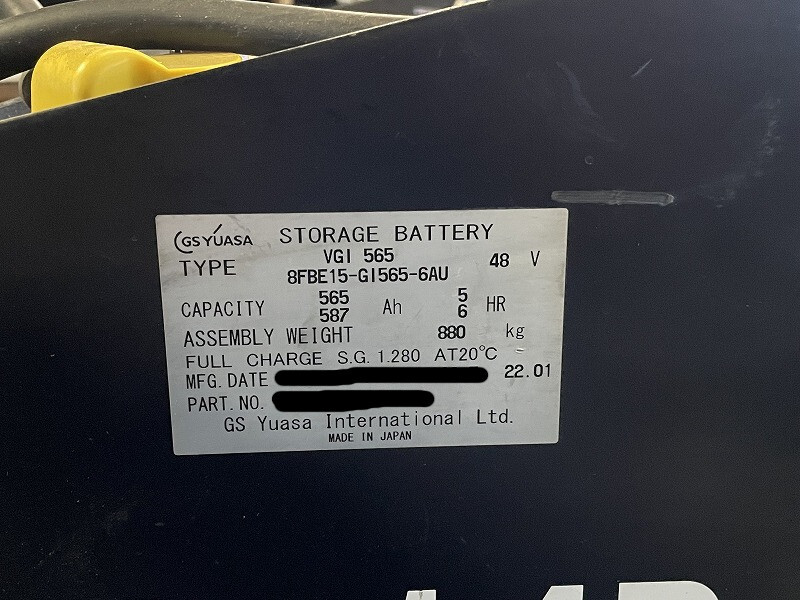 GS YUASA STORAGE BATTERY
TYPE VGI 565 48 V
8FBE15-GI565-6AU
CAPACITY 565 Ah 5 HR
587 6
ASSEMBLY WEIGHT 880 kg
FULL CHARGE S.G. 1.280 AT20℃
MFG. DATE 22.01
PART. NO.
GS Yuasa International Ltd.
MADE IN JAPAN